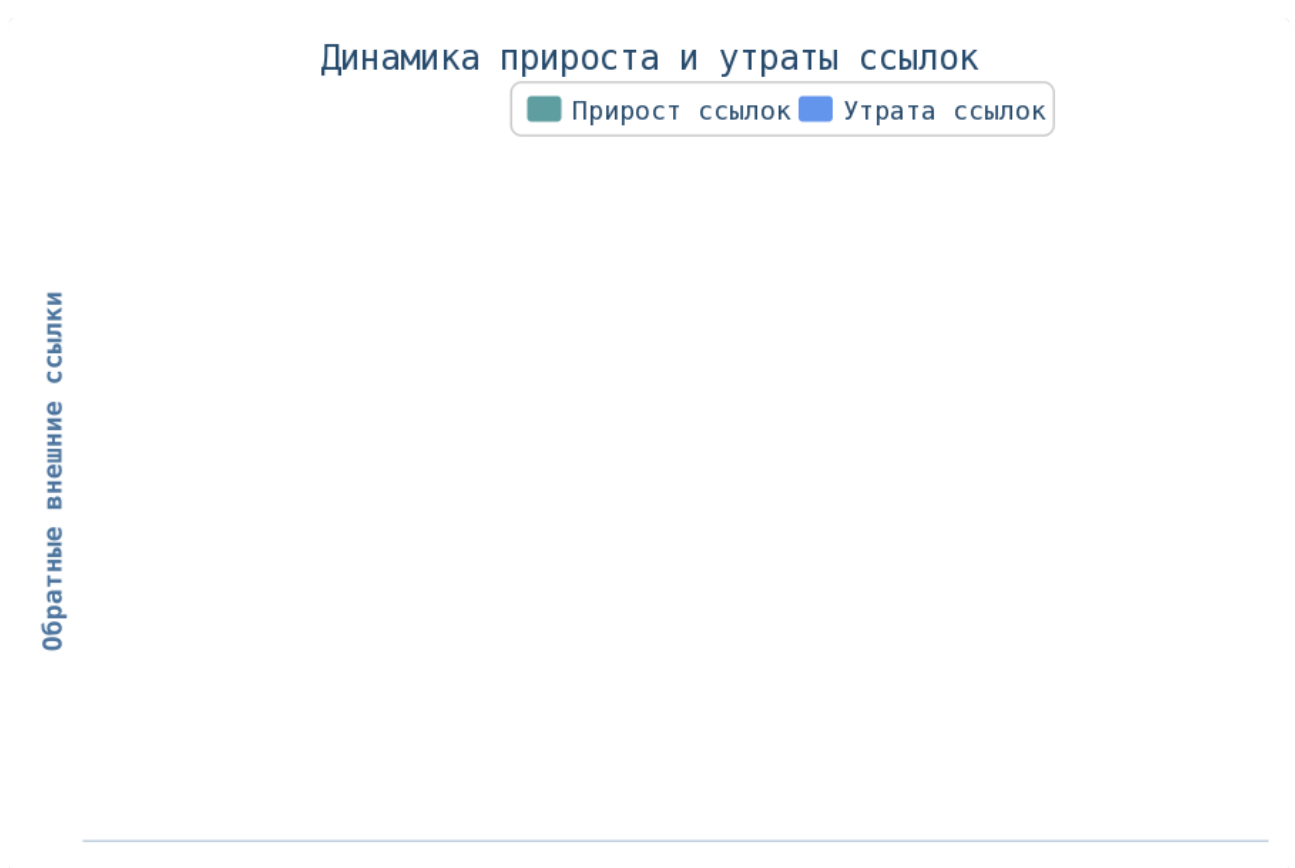 Динамика прироста и утраты ссылок
Прирост ссылок Утрата ссылок
Обратные внешние ссылки